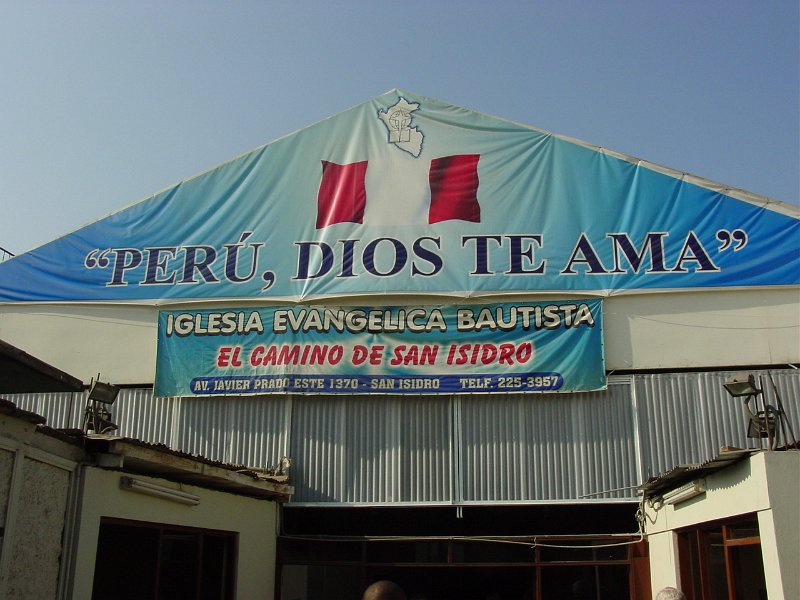 “PERÚ, DIOS TE AMA”
IGLESIA EVANGELICA BAUTISTA
EL CAMINO DE SAN ISIDRO
AV. JAVIER PRADO ESTE 1370 - SAN ISIDRO TELF. 225-3957